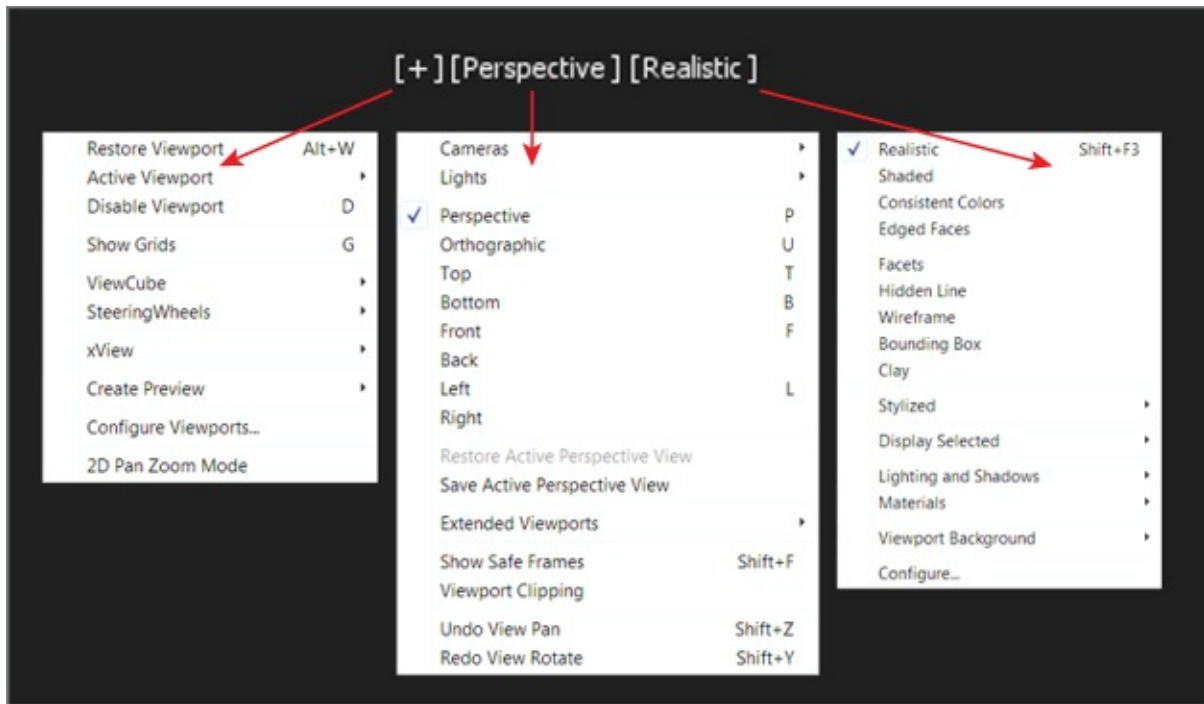 [+] [Perspective] [Realistic]
Restore Viewport Alt+W
Active Viewport
Disable Viewport D
Show Grids G
ViewCube
SteeringWheels
xView
Create Preview
Configure Viewports...
2D Pan Zoom Mode
Cameras
Lights
Perspective P
Orthographic U
Top T
Bottom B
Front F
Back
Left L
Right
Restore Active Perspective View
Save Active Perspective View
Extended Viewports
Show Safe Frames Shift+F
Viewport Clipping
Undo View Pan Shift+Z
Redo View Rotate Shift+Y
Realistic Shift+F3
Shaded
Consistent Colors
Edged Faces
Facets
Hidden Line
Wireframe
Bounding Box
Clay
Stylized
Display Selected
Lighting and Shadows
Materials
Viewport Background
Configure...